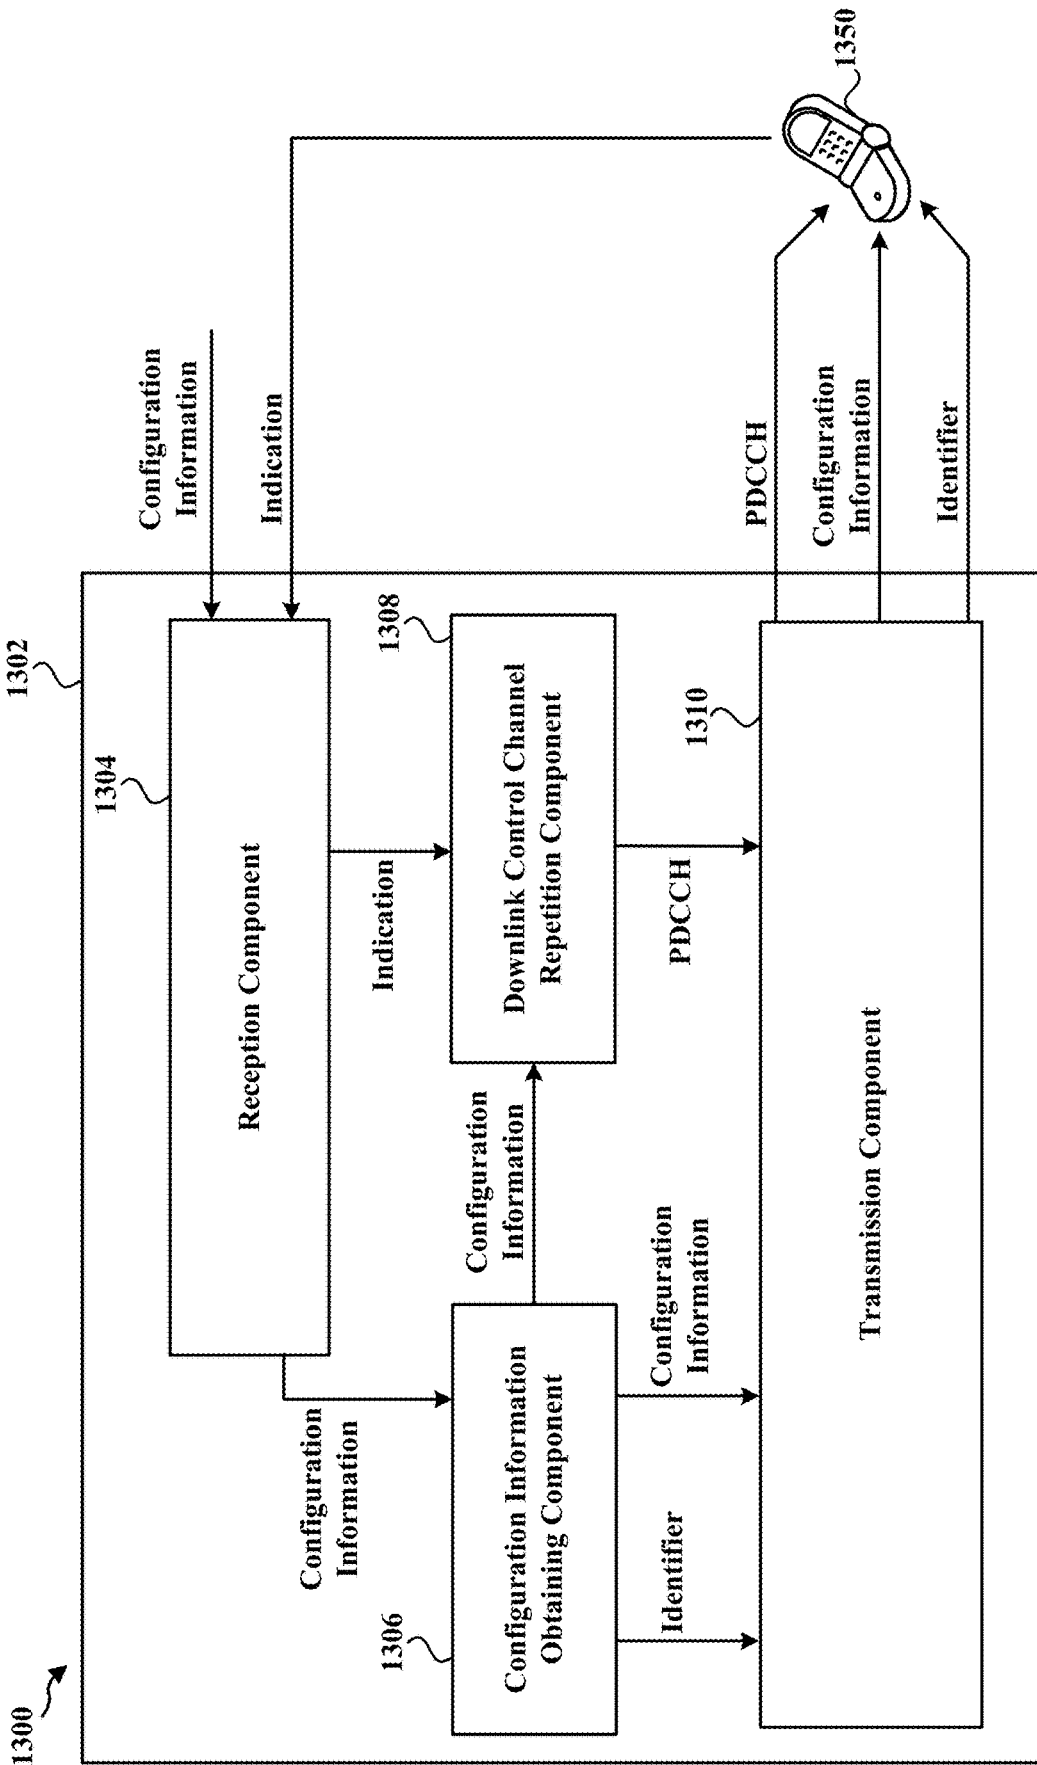 1300
1302
1304
Reception Component
Configuration
Information
Indication
Configuration
Information
Indication
1306
Configuration Information
Obtaining Component
Configuration
Information
1308
Downlink Control Channel
Repetition Component
Identifier
Configuration
Information
PDCCH
1310
Transmission Component
PDCCH
Configuration
Information
Identifier
1350